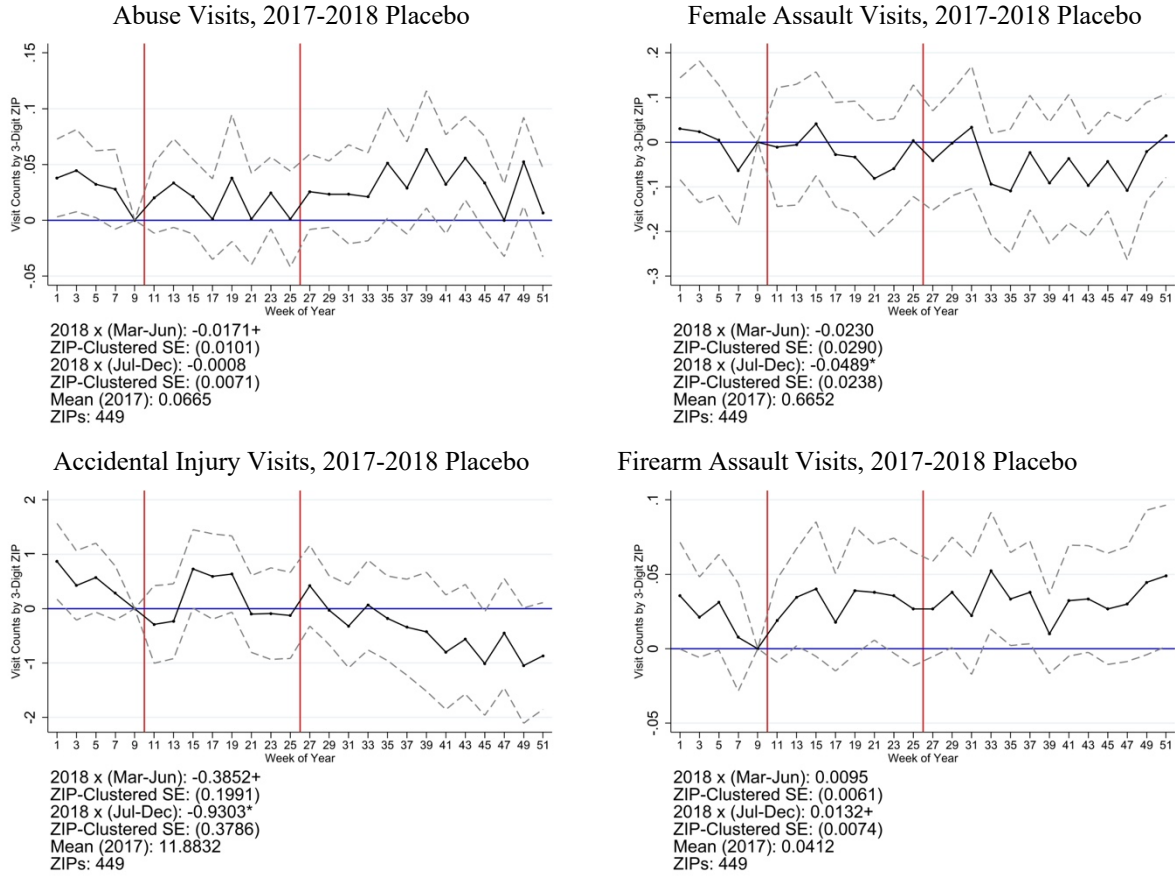 Abuse Visits, 2017-2018 Placebo
Visit Counts by 3-Digit ZIP
.15
.1
.05
0
-.05
1 3 5 7 9 11 13 15 17 19 21 23 25 27 29 31 33 35 37 39 41 43 45 47 49 51
Week of Year
2018 x (Mar-Jun): -0.0171+
ZIP-Clustered SE: (0.0101)
2018 x (Jul-Dec): -0.0008
ZIP-Clustered SE: (0.0071)
Mean (2017): 0.0665
ZIPs: 449
Female Assault Visits, 2017-2018 Placebo
Visit Counts by 3-Digit ZIP
.2
.1
0
-.1
-.2
-.3
1 3 5 7 9 11 13 15 17 19 21 23 25 27 29 31 33 35 37 39 41 43 45 47 49 51
Week of Year
2018 x (Mar-Jun): -0.0230
ZIP-Clustered SE: (0.0290)
2018 x (Jul-Dec): -0.0489*
ZIP-Clustered SE: (0.0238)
Mean (2017): 0.6652
ZIPs: 449
Accidental Injury Visits, 2017-2018 Placebo
Visit Counts by 3-Digit ZIP
2
1
0
-1
-2
1 3 5 7 9 11 13 15 17 19 21 23 25 27 29 31 33 35 37 39 41 43 45 47 49 51
Week of Year
2018 x (Mar-Jun): -0.3852+
ZIP-Clustered SE: (0.1991)
2018 x (Jul-Dec): -0.9303*
ZIP-Clustered SE: (0.3786)
Mean (2017): 11.8832
ZIPs: 449
Firearm Assault Visits, 2017-2018 Placebo
Visit Counts by 3-Digit ZIP
.1
.05
0
-.05
1 3 5 7 9 11 13 15 17 19 21 23 25 27 29 31 33 35 37 39 41 43 45 47 49 51
Week of Year
2018 x (Mar-Jun): 0.0095
ZIP-Clustered SE: (0.0061)
2018 x (Jul-Dec): 0.0132+
ZIP-Clustered SE: (0.0074)
Mean (2017): 0.0412
ZIPs: 449